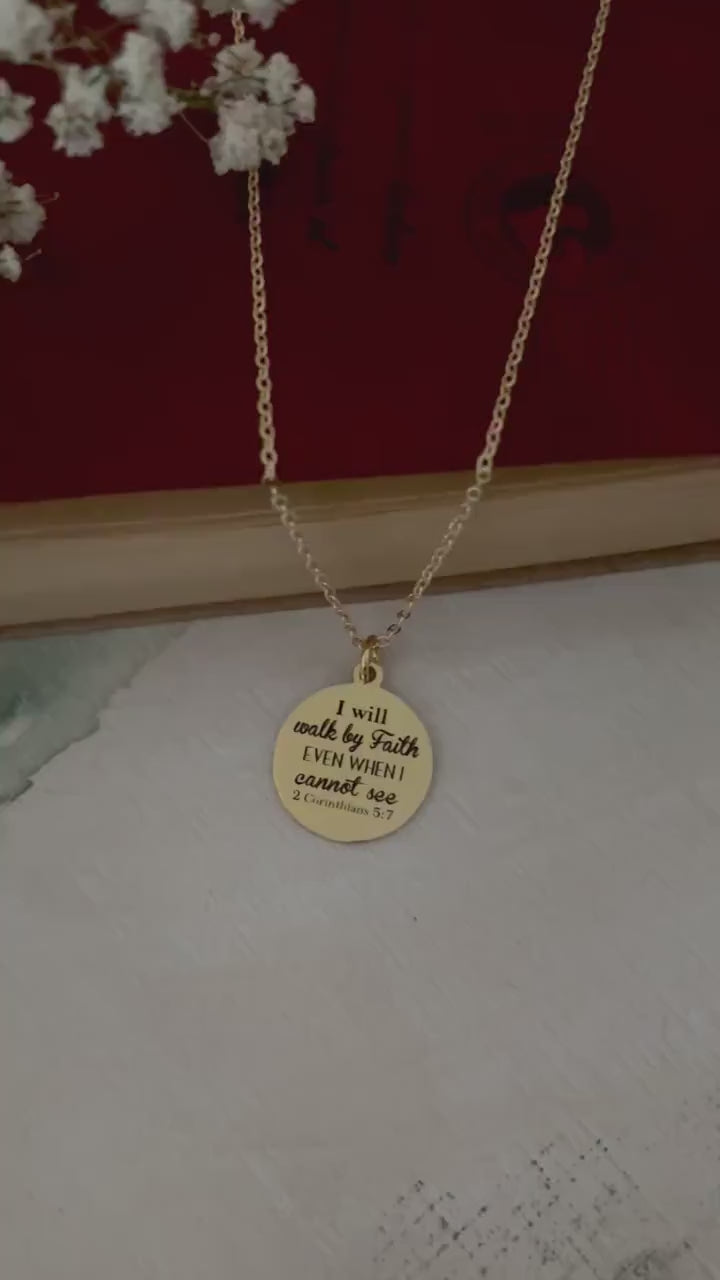 I will
walk by Faith
EVEN WHEN I
cannot see
2 Corinthians 5:7